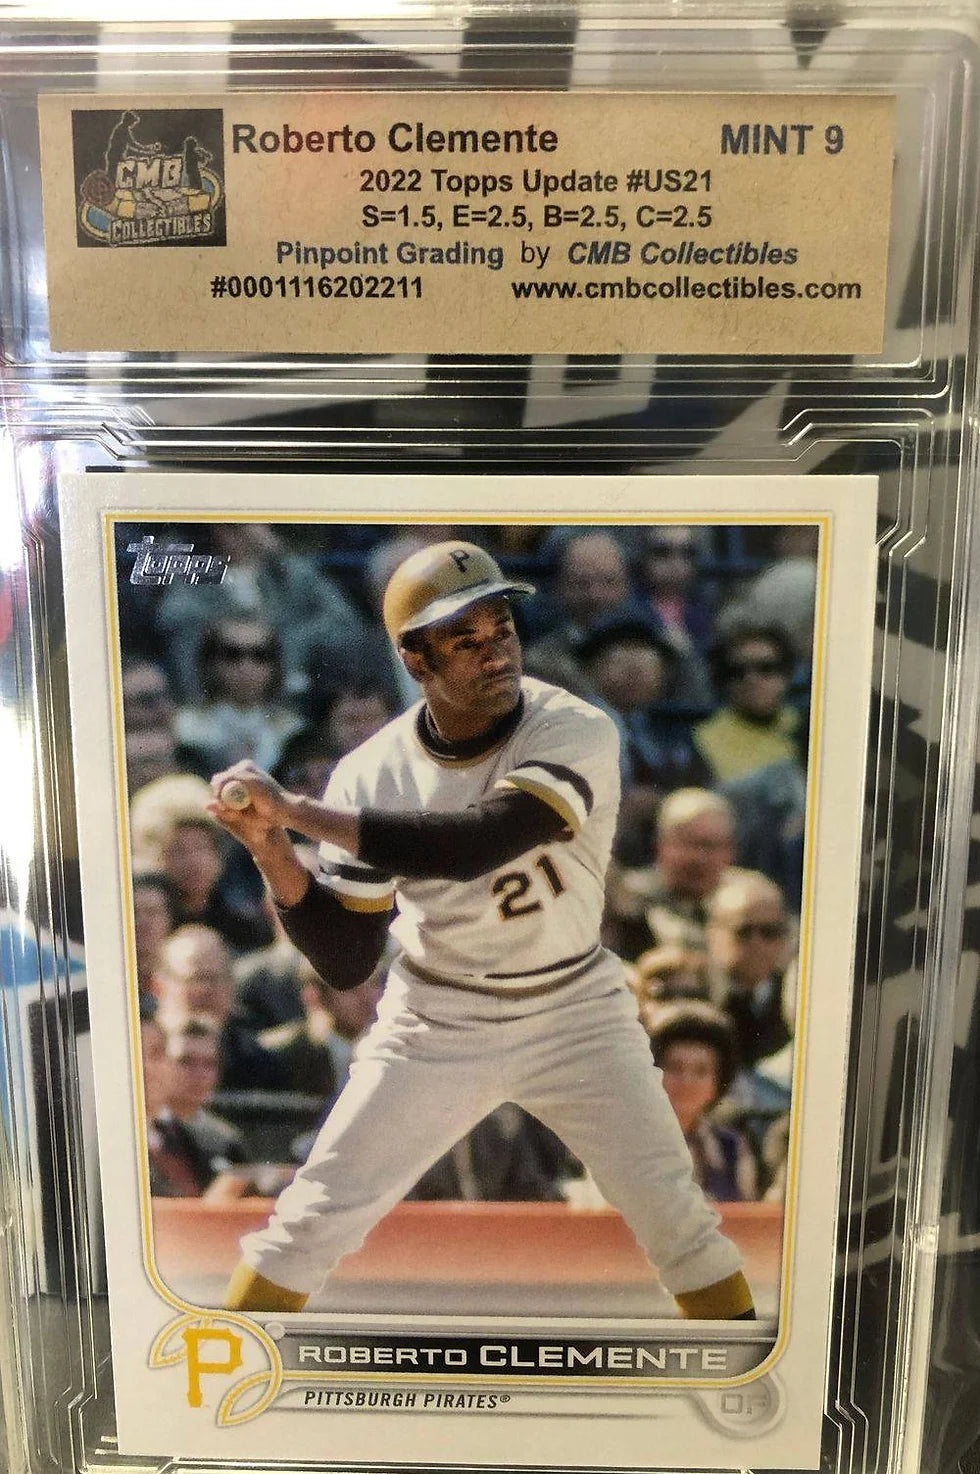 CMB
COLLECTIBLES
Roberto Clemente MINT 9
2022 Topps Update #US21
S=1.5, E=2.5, B=2.5, C=2.5
Pinpoint Grading by CMB Collectibles
#0001116202211 www.cmbcollectibles.com
topps
P
21
P
ROBERTO CLEMENTE
PITTSBURGH PIRATES®
OF